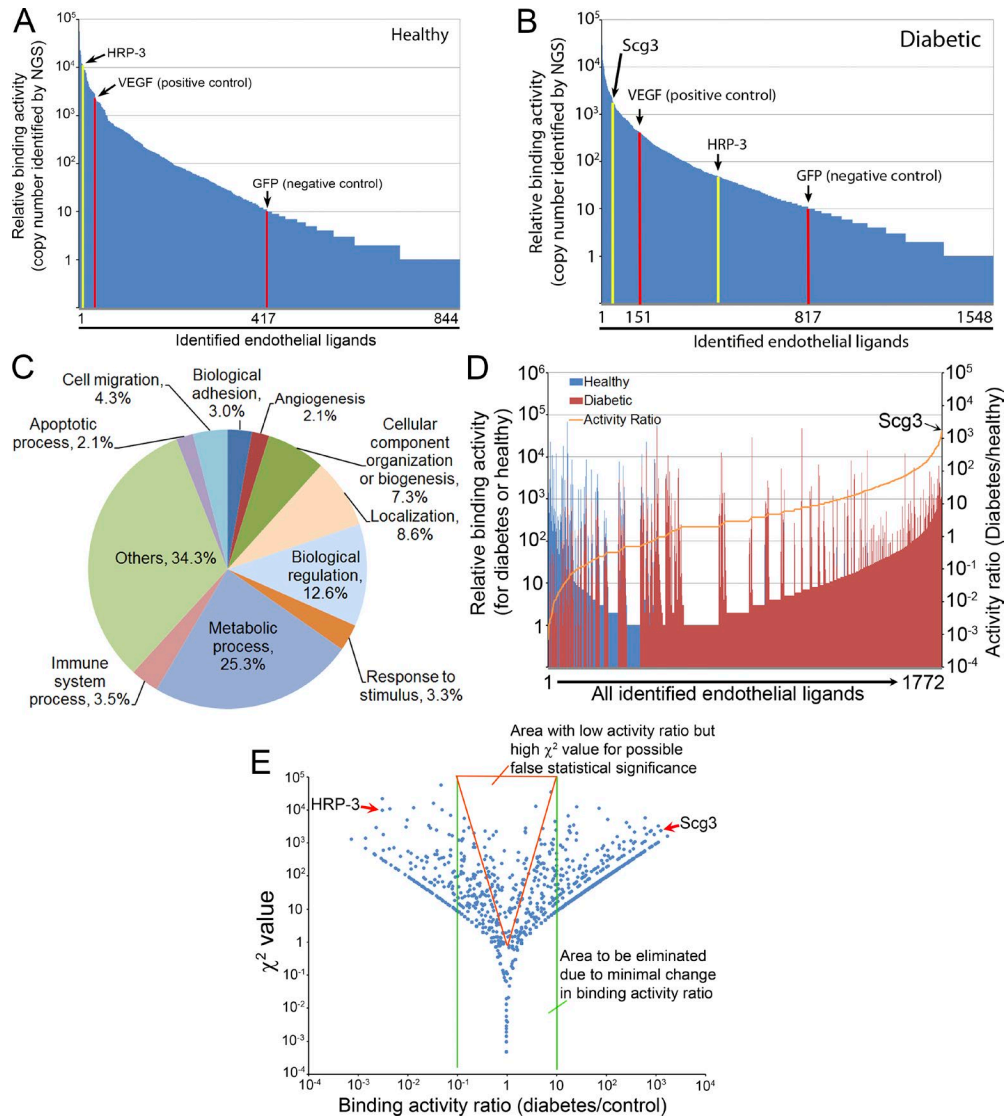 A
Healthy
Relative binding activity
(copy number identified by NGS)
10⁵
10⁴
10³
10²
10
1
HRP-3
VEGF (positive control)
GFP (negative control)
1
417
844
Identified endothelial ligands
B
Diabetic
Relative binding activity
(copy number identified by NGS)
10⁵
10⁴
10³
10²
10
1
Scg3
VEGF (positive control)
HRP-3
GFP (negative control)
1
151
817
1548
Identified endothelial ligands
C
Cell migration,
4.3%
Biological
adhesion,
3.0%
Angiogenesis
2.1%
Apoptotic
process, 2.1%
Cellular
component
organization
or biogenesis,
7.3%
Localization,
8.6%
Others, 34.3%
Biological
regulation,
12.6%
Metabolic
process,
25.3%
Immune
system
process, 3.5%
Response to
stimulus, 3.3%
D
Relative binding activity
(for diabetes or healthy)
10⁶
10⁵
10⁴
10³
10²
10
1
Healthy
Diabetic
Activity Ratio
Scg3
10⁵
10⁴
10³
10²
10
1
10⁻¹
10⁻²
10⁻³
10⁻⁴
Activity ratio (Diabetes/healthy)
1
All identified endothelial ligands
1772
E
Area with low activity ratio but
high χ² value for possible
false statistical significance
χ² value
10⁵
10⁴
10³
10²
10
1
10⁻¹
10⁻²
10⁻³
10⁻⁴
HRP-3
Scg3
Area to be eliminated
due to minimal change
in binding activity ratio
10⁻⁴
10⁻³
10⁻²
10⁻¹
1
10
10²
10³
10⁴
Binding activity ratio (diabetes/control)